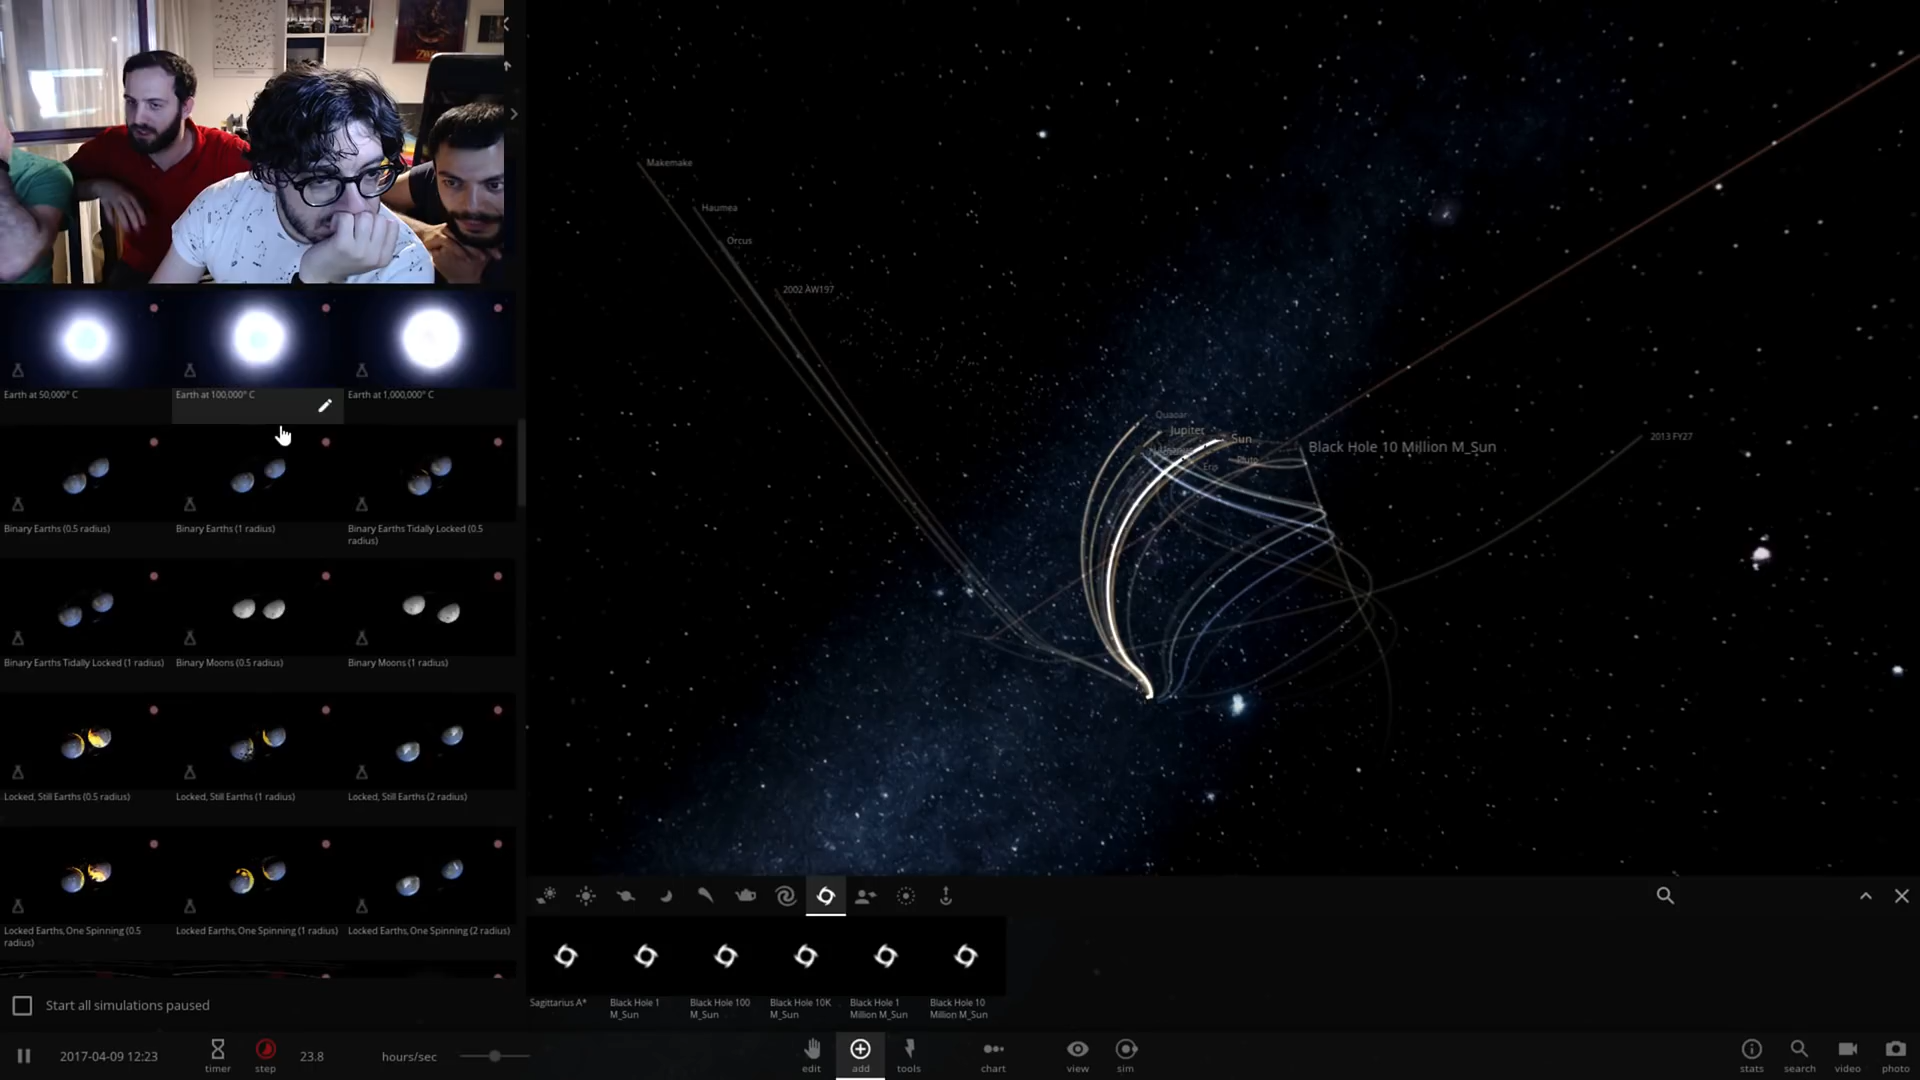 Makemake
Haumea
Orcus
2002 AW197
Quaoar
Jupiter
Sun
Eris
Pluto
Black Hole 10 Million M_Sun
2013 FY27
Earth at 50,000° C
Earth at 100,000° C
Earth at 1,000,000° C
Binary Earths (0.5 radius)
Binary Earths (1 radius)
Binary Earths Tidally Locked (0.5
radius)
Binary Earths Tidally Locked (1 radius)
Binary Moons (0.5 radius)
Binary Moons (1 radius)
Locked, Still Earths (0.5 radius)
Locked, Still Earths (1 radius)
Locked, Still Earths (2 radius)
Locked Earths, One Spinning (0.5
radius)
Locked Earths, One Spinning (1 radius)
Locked Earths, One Spinning (2 radius)
Start all simulations paused
Sagittarius A*
Black Hole 1
M_Sun
Black Hole 100
M_Sun
Black Hole 10K
M_Sun
Black Hole 1
Million M_Sun
Black Hole 10
Million M_Sun
2017-04-09 12:23
timer
step
23.8
hours/sec
edit
add
tools
chart
view
sim
stats
search
video
photo